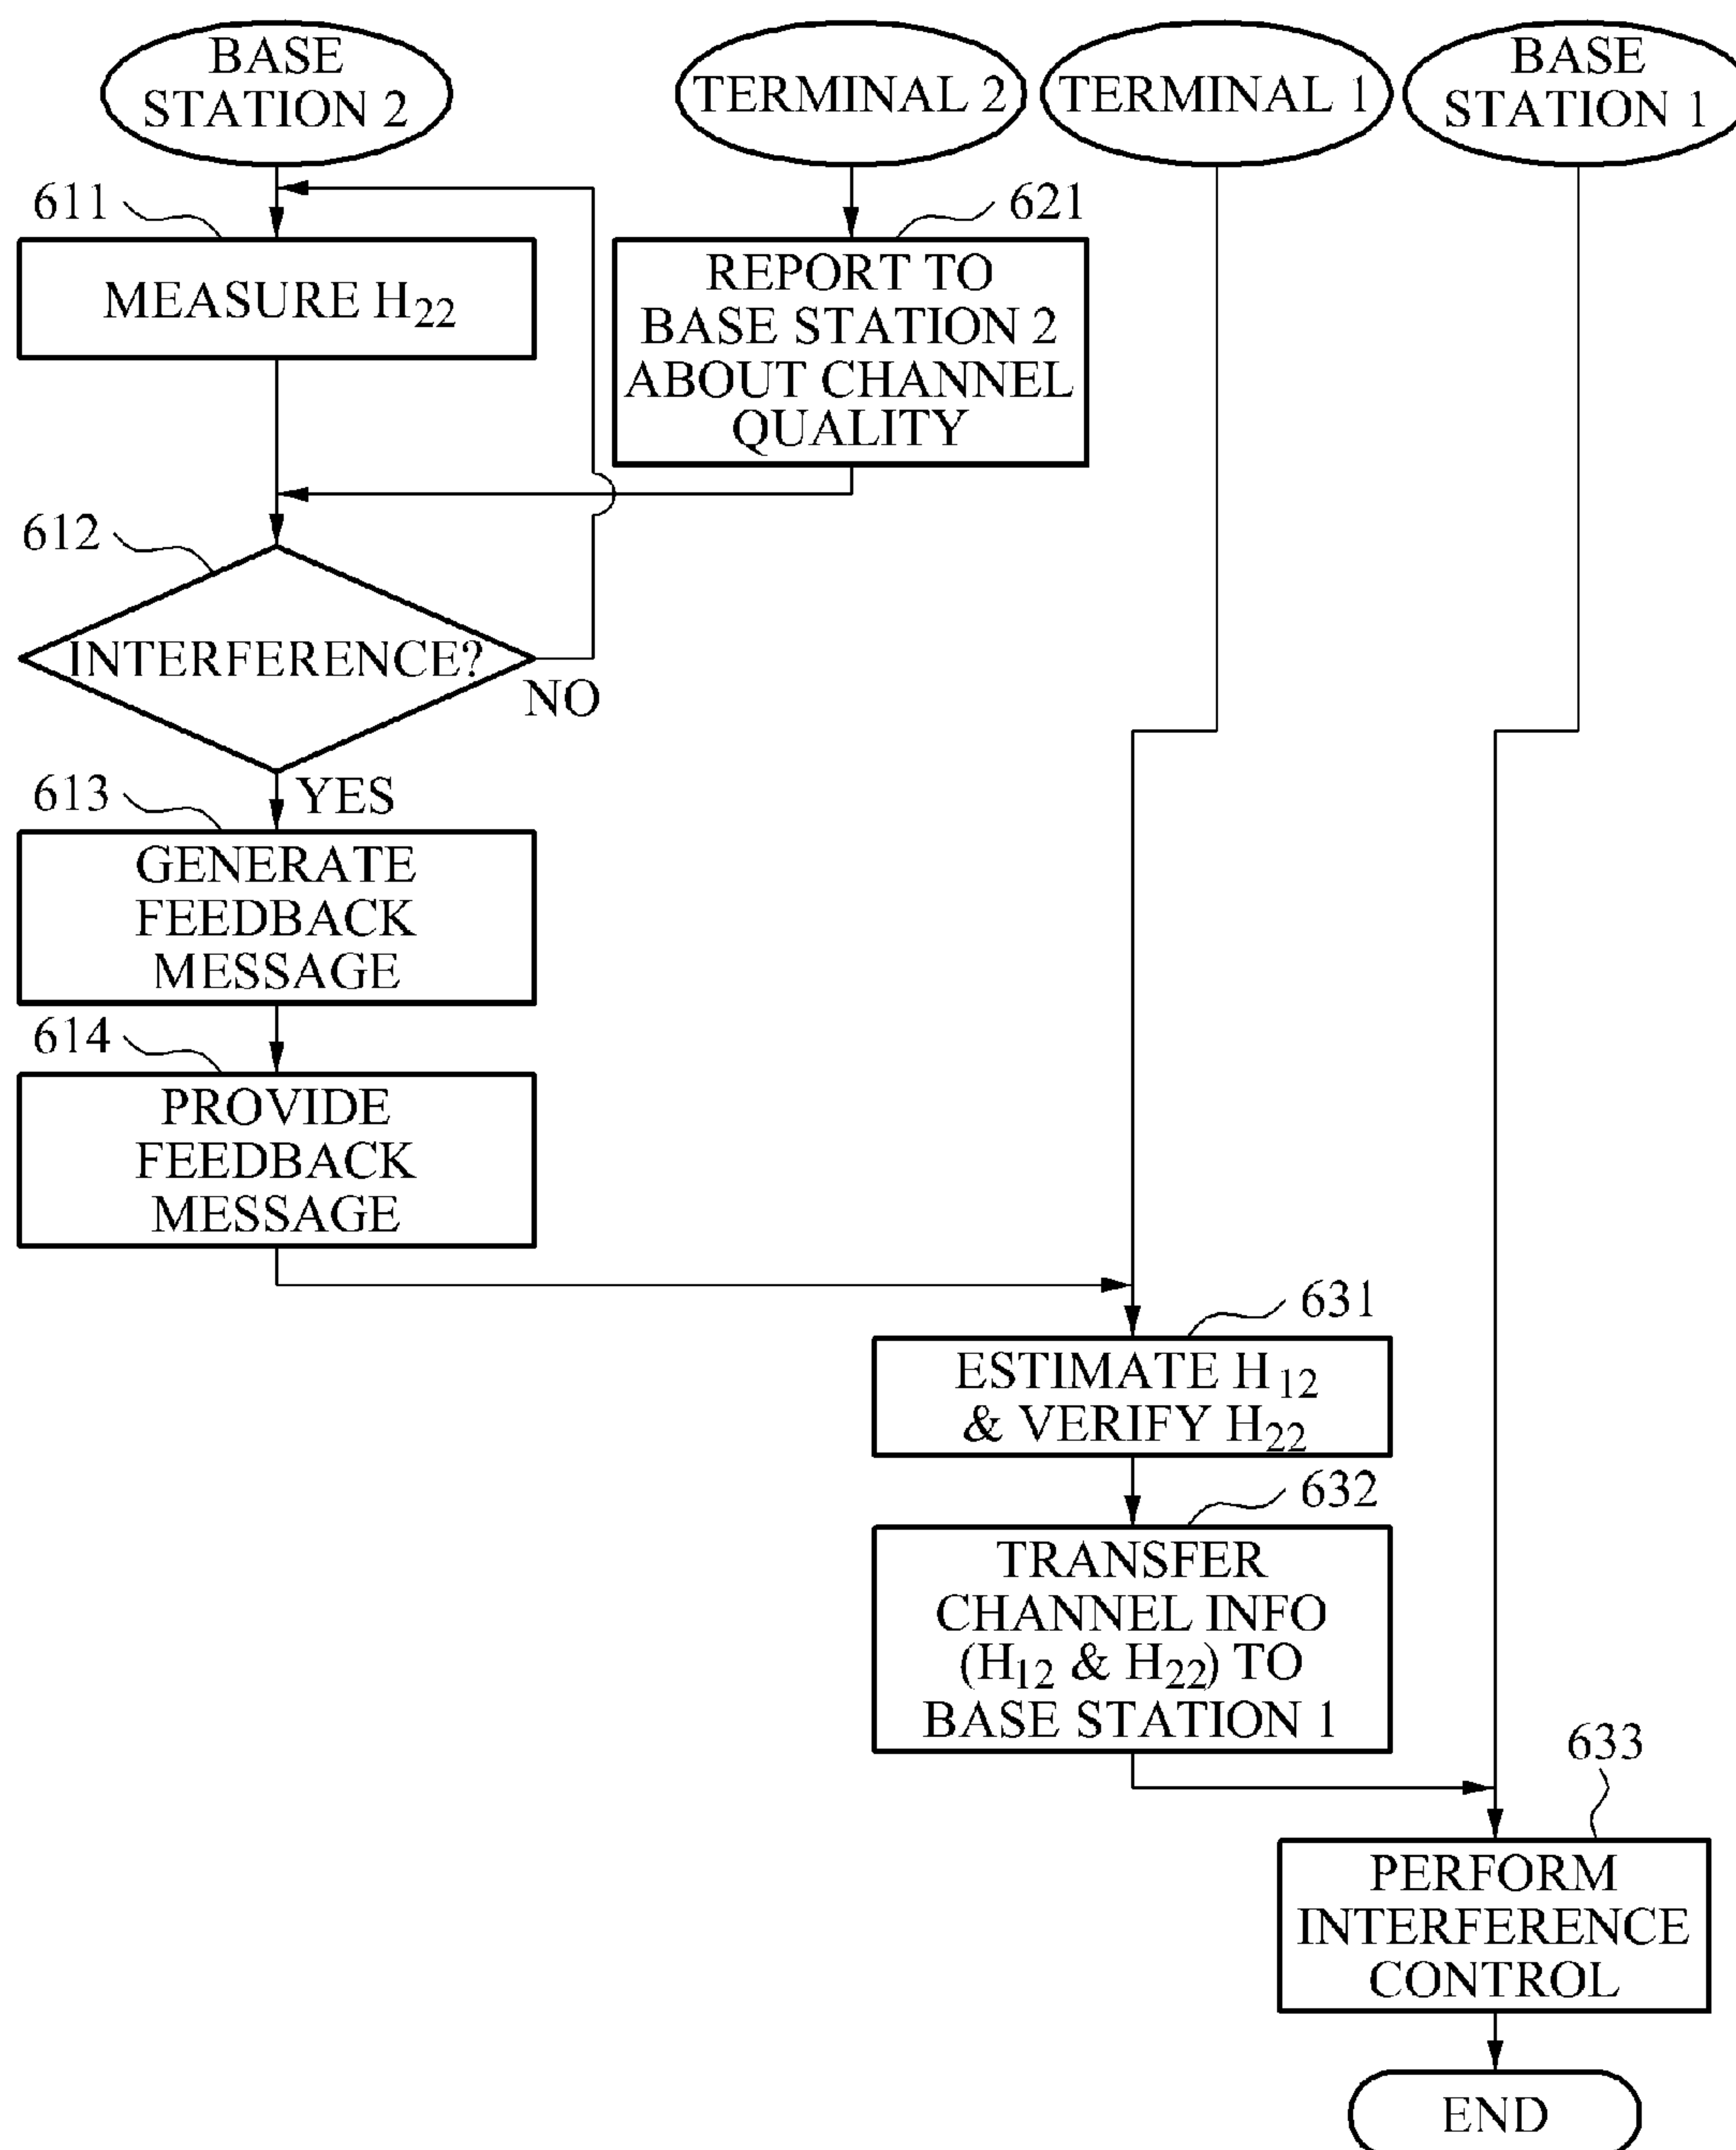 BASE
STATION 2
TERMINAL 2
TERMINAL 1
BASE
STATION 1
611
MEASURE H22
621
REPORT TO
BASE STATION 2
ABOUT CHANNEL
QUALITY
612
INTERFERENCE?
NO
YES
613
GENERATE
FEEDBACK
MESSAGE
614
PROVIDE
FEEDBACK
MESSAGE
631
ESTIMATE H12
& VERIFY H22
632
TRANSFER
CHANNEL INFO
(H12 & H22) TO
BASE STATION 1
633
PERFORM
INTERFERENCE
CONTROL
END